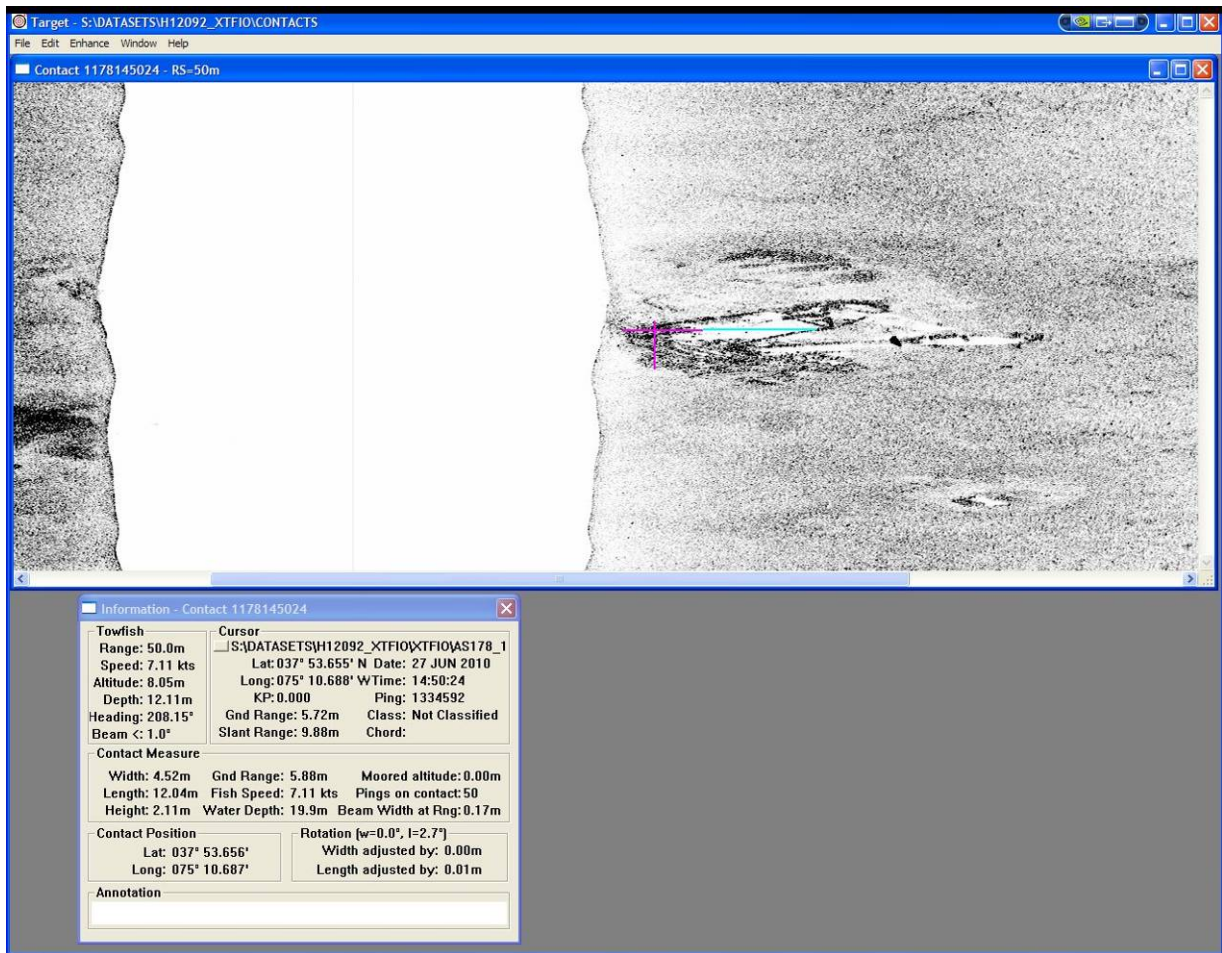 Target - S:\DATASETS\H12092_XTFIO\CONTACTS
File Edit Enhance Window Help
Contact 1178145024 - RS=50m
Information - Contact 1178145024
Towfish
Range: 50.0m
Speed: 7.11 kts
Altitude: 8.05m
Depth: 12.11m
Heading: 208.15°
Beam <: 1.0°
Cursor
S:\DATASETS\H12092_XTFIO\XTFIO\AS178_1
Lat: 037° 53.655' N Date: 27 JUN 2010
Long: 075° 10.688' W Time: 14:50:24
KP: 0.000 Ping: 1334592
Gnd Range: 5.72m Class: Not Classified
Slant Range: 9.88m Chord:
Contact Measure
Width: 4.52m Gnd Range: 5.88m Moored altitude: 0.00m
Length: 12.04m Fish Speed: 7.11 kts Pings on contact: 50
Height: 2.11m Water Depth: 19.9m Beam Width at Rng: 0.17m
Contact Position
Lat: 037° 53.656'
Long: 075° 10.687'
Rotation (w=0.0°, l=2.7°)
Width adjusted by: 0.00m
Length adjusted by: 0.01m
Annotation